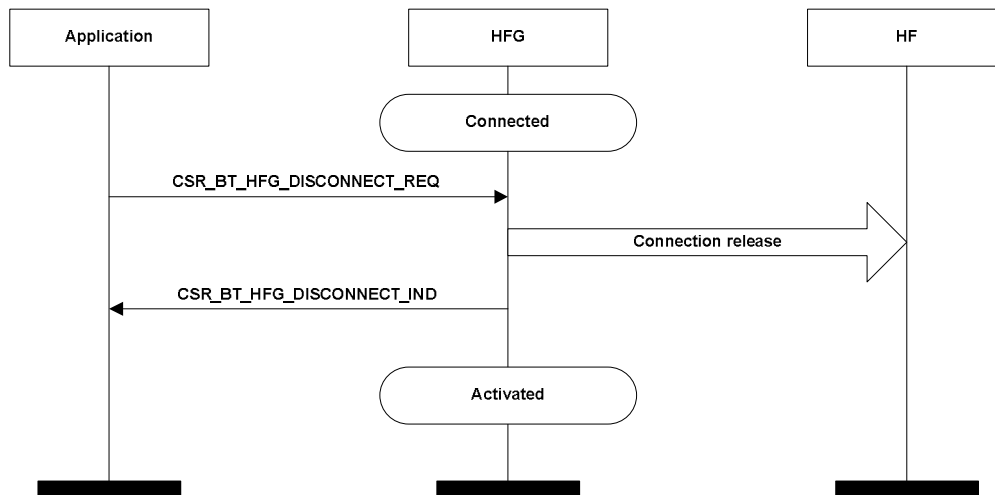 Application
HFG
HF
Connected
CSR_BT_HFG_DISCONNECT_REQ
Connection release
CSR_BT_HFG_DISCONNECT_IND
Activated